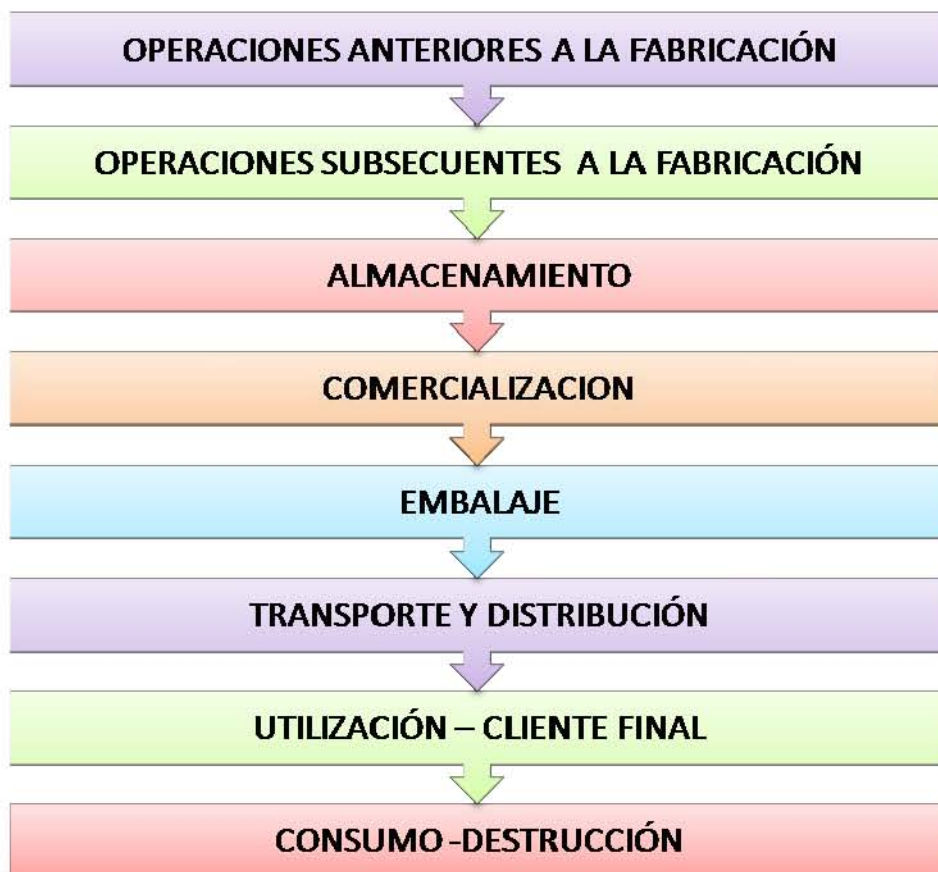 OPERACIONES ANTERIORES A LA FABRICACIÓN
OPERACIONES SUBSECUENTES A LA FABRICACIÓN
ALMACENAMIENTO
COMERCIALIZACION
EMBALAJE
TRANSPORTE Y DISTRIBUCIÓN
UTILIZACIÓN – CLIENTE FINAL
CONSUMO -DESTRUCCIÓN